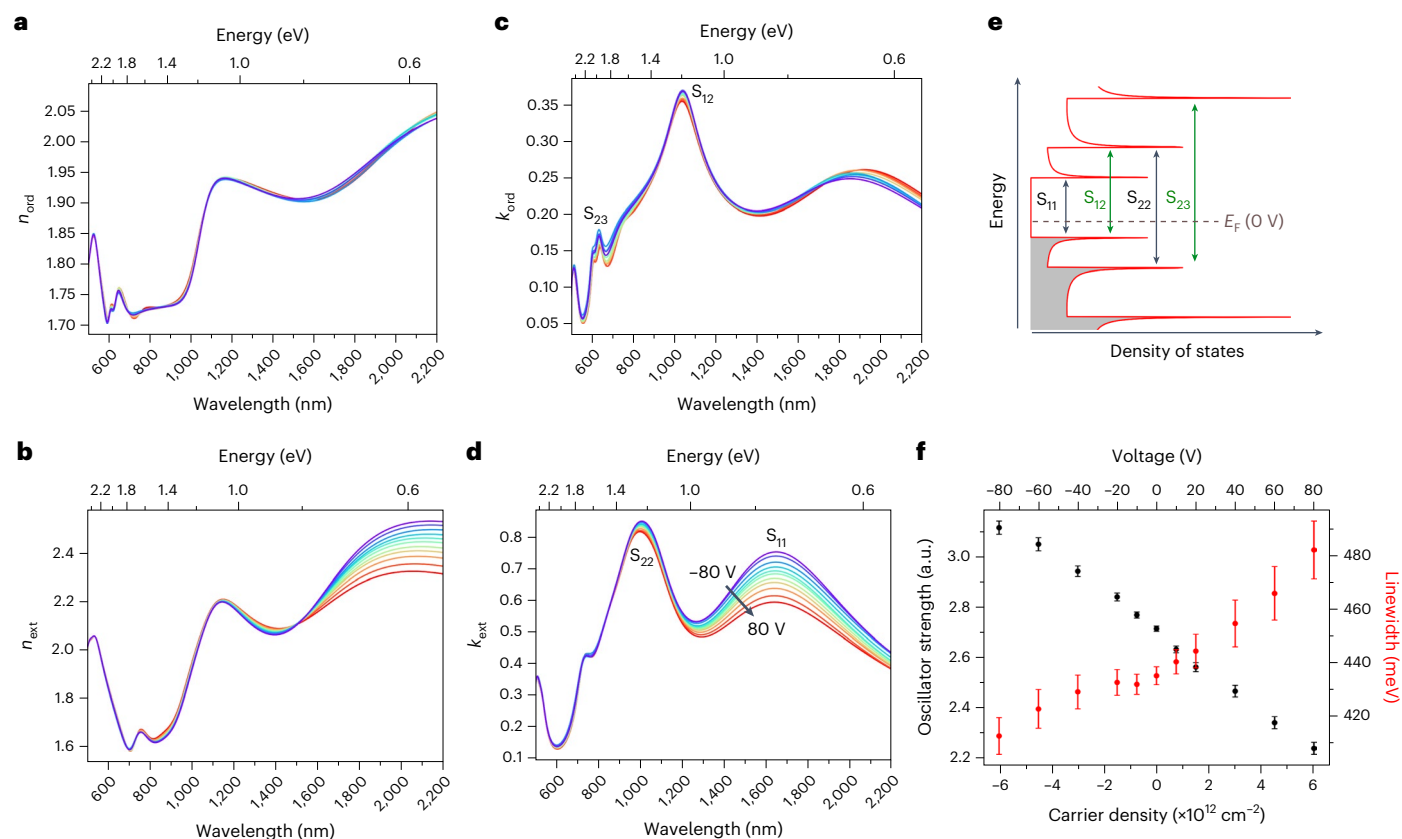 a
Energy (eV)
2.2 1.8 1.4 1.0 0.6
n_ord
2.05
2.00
1.95
1.90
1.85
1.80
1.75
1.70
600 800 1,000 1,200 1,400 1,600 1,800 2,000 2,200
Wavelength (nm)
c
Energy (eV)
2.2 1.8 1.4 1.0 0.6
k_ord
0.35
0.30
0.25
0.20
0.15
0.10
0.05
S12
S23
600 800 1,000 1,200 1,400 1,600 1,800 2,000 2,200
Wavelength (nm)
e
Energy
S11 S12 S22 S23
E_F (0 V)
Density of states
b
Energy (eV)
2.2 1.8 1.4 1.0 0.6
n_ext
2.4
2.2
2.0
1.8
1.6
600 800 1,000 1,200 1,400 1,600 1,800 2,000 2,200
Wavelength (nm)
d
Energy (eV)
2.2 1.8 1.4 1.0 0.6
k_ext
0.8
0.7
0.6
0.5
0.4
0.3
0.2
0.1
S22
S11
–80 V
80 V
600 800 1,000 1,200 1,400 1,600 1,800 2,000 2,200
Wavelength (nm)
f
Voltage (V)
–80 –60 –40 –20 0 20 40 60 80
Oscillator strength (a.u.)
3.0
2.8
2.6
2.4
2.2
480
460
440
420
Linewidth (meV)
–6 –4 –2 0 2 4 6
Carrier density (×10¹² cm⁻²)